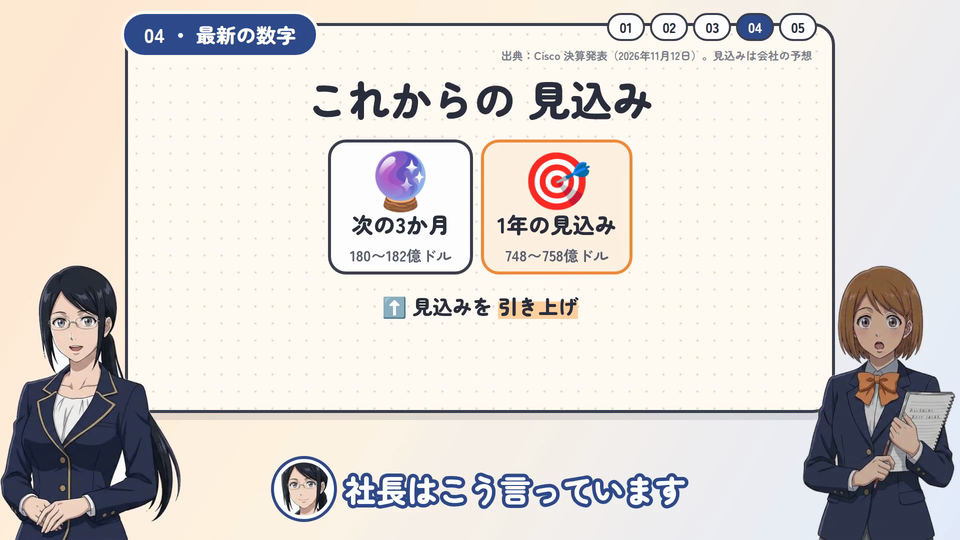 04 ・ 最新の数字
01 02 03 04 05
出典：Cisco 決算発表（2026年11月12日）。見込みは会社の予想
これからの 見込み
次の3か月
180〜182億ドル
1年の見込み
748〜758億ドル
見込みを 引き上げ
社長はこう言っています